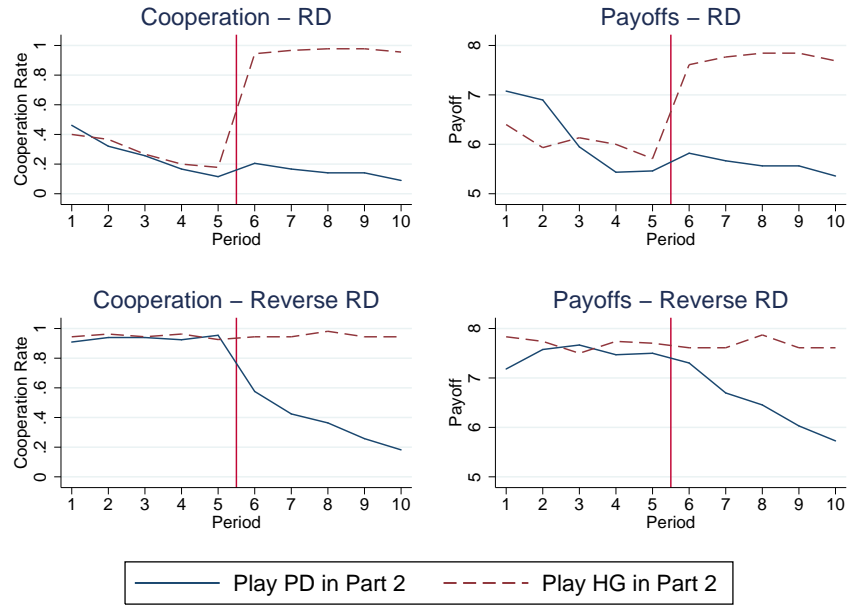 Cooperation – RD
Cooperation Rate
0 .2 .4 .6 .8 1
1 2 3 4 5 6 7 8 9 10
Period
Payoffs – RD
Payoff
5 6 7 8
1 2 3 4 5 6 7 8 9 10
Period
Cooperation – Reverse RD
Cooperation Rate
0 .2 .4 .6 .8 1
1 2 3 4 5 6 7 8 9 10
Period
Payoffs – Reverse RD
Payoff
5 6 7 8
1 2 3 4 5 6 7 8 9 10
Period
Play PD in Part 2 Play HG in Part 2